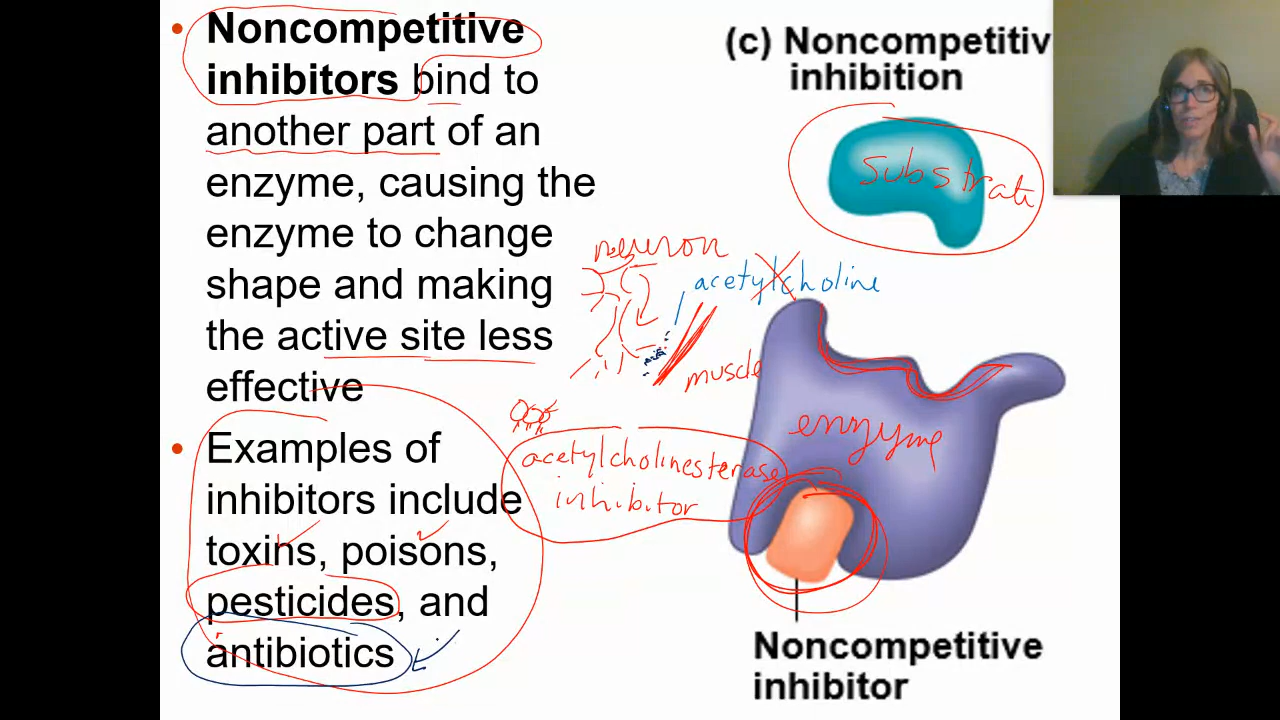 • Noncompetitive
inhibitors bind to
another part of an
enzyme, causing the
enzyme to change
shape and making
the active site less
effective
• Examples of
inhibitors include
toxins, poisons,
pesticides, and
antibiotics
(c) Noncompetitiv
inhibition
substrate
neuron
acetylcholine
muscle
enzyme
acetylcholinesterase
inhibitor
Noncompetitive
inhibitor